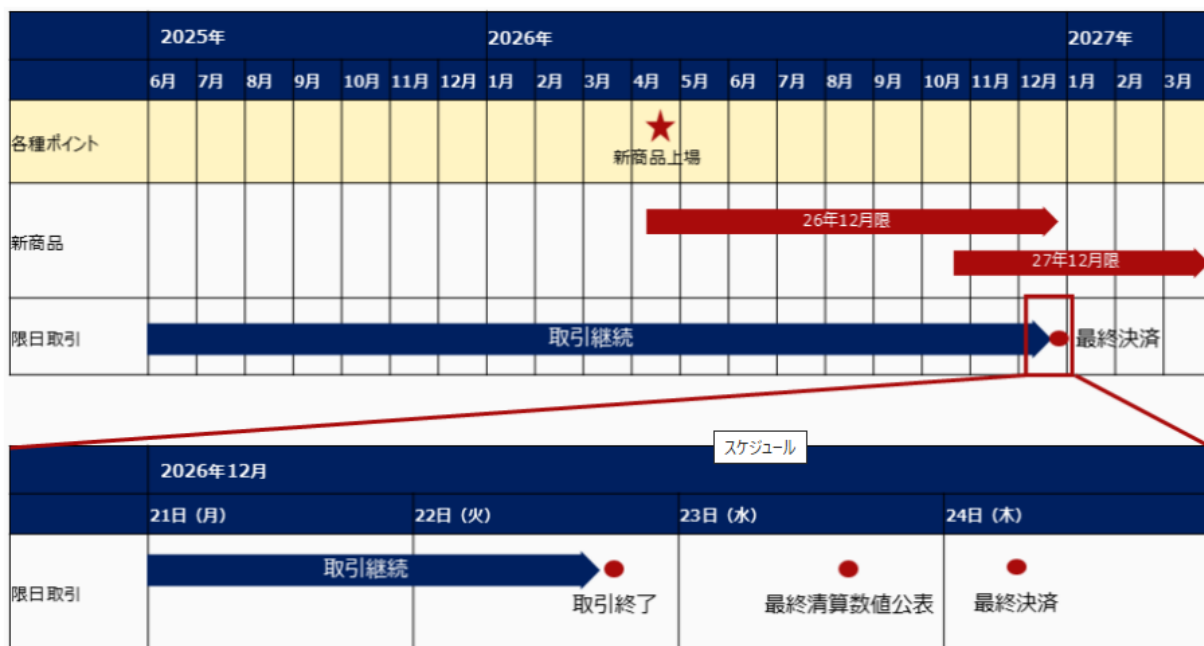 2025年 2026年 2027年
6月 7月 8月 9月 10月 11月 12月 1月 2月 3月 4月 5月 6月 7月 8月 9月 10月 11月 12月 1月 2月 3月
各種ポイント
新商品上場
新商品
26年12月限
27年12月限
限日取引
取引継続
最終決済
スケジュール
2026年12月
21日 (月) 22日 (火) 23日 (水) 24日 (木)
限日取引
取引継続
取引終了 最終清算数値公表 最終決済